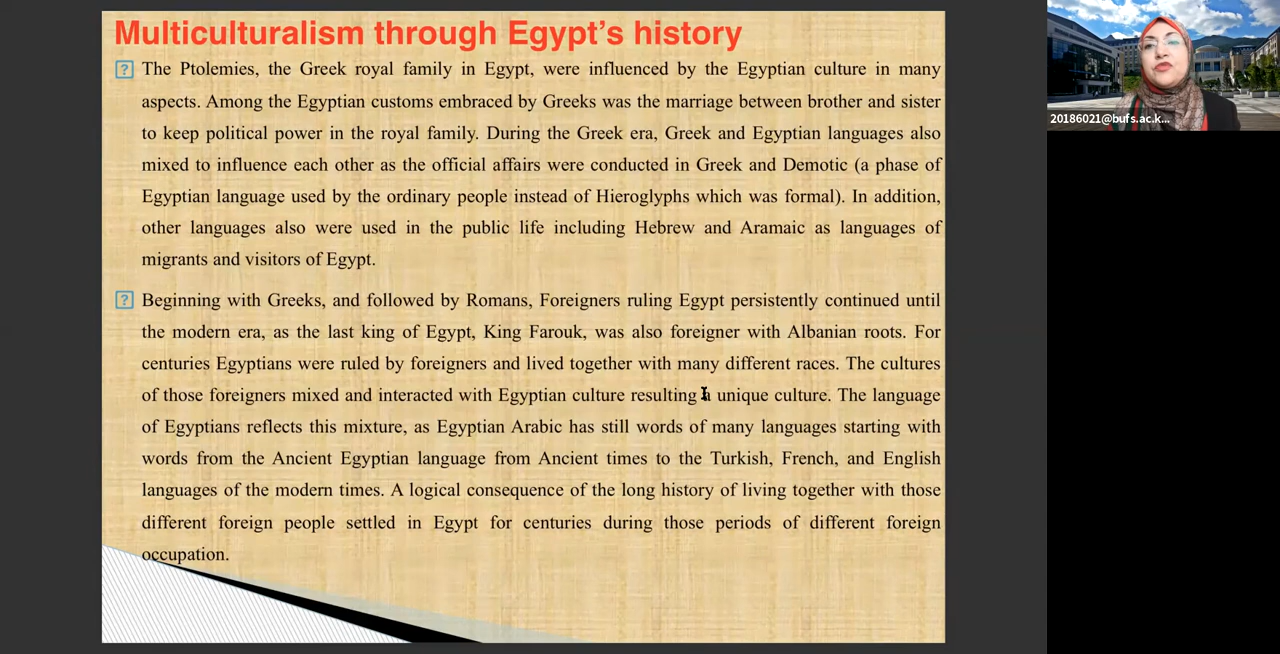 Multiculturalism through Egypt's history
The Ptolemies, the Greek royal family in Egypt, were influenced by the Egyptian culture in many
aspects. Among the Egyptian customs embraced by Greeks was the marriage between brother and sister
to keep political power in the royal family. During the Greek era, Greek and Egyptian languages also
mixed to influence each other as the official affairs were conducted in Greek and Demotic (a phase of
Egyptian language used by the ordinary people instead of Hieroglyphs which was formal). In addition,
other languages also were used in the public life including Hebrew and Aramaic as languages of
migrants and visitors of Egypt.
Beginning with Greeks, and followed by Romans, Foreigners ruling Egypt persistently continued until
the modern era, as the last king of Egypt, King Farouk, was also foreigner with Albanian roots. For
centuries Egyptians were ruled by foreigners and lived together with many different races. The cultures
of those foreigners mixed and interacted with Egyptian culture resulting a unique culture. The language
of Egyptians reflects this mixture, as Egyptian Arabic has still words of many languages starting with
words from the Ancient Egyptian language from Ancient times to the Turkish, French, and English
languages of the modern times. A logical consequence of the long history of living together with those
different foreign people settled in Egypt for centuries during those periods of different foreign
occupation.
20186021@bufs.ac.k...